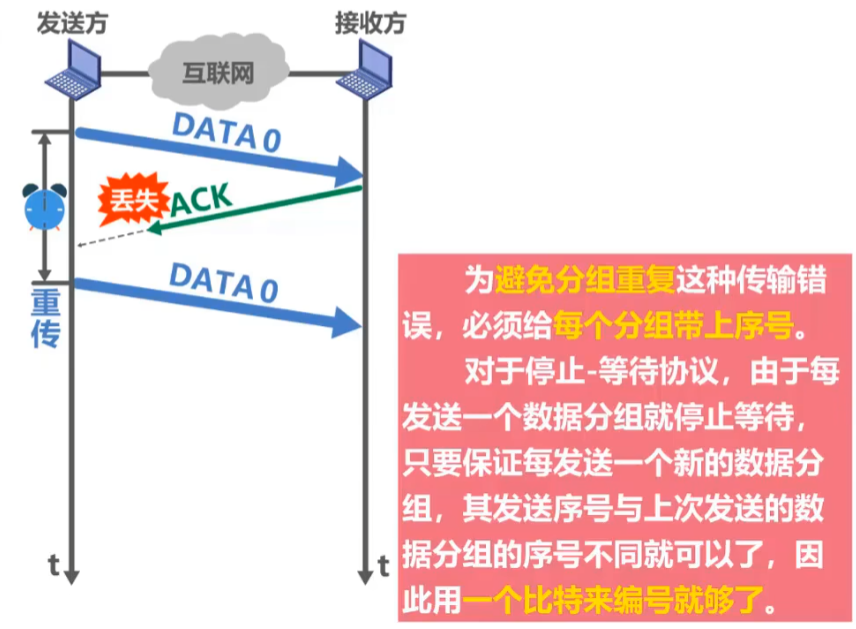 发送方
接收方
互联网
DATA 0
丢失
ACK
DATA 0
重传
为避免分组重复这种传输错
误，必须给每个分组带上序号。
对于停止-等待协议，由于每
发送一个数据分组就停止等待，
只要保证每发送一个新的数据分
组，其发送序号与上次发送的数
据分组的序号不同就可以了，因
此用一个比特来编号就够了。
t
t